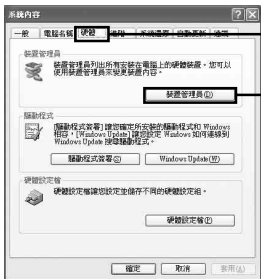 系統內容
一般 電腦名稱 硬體 進階 系統還原 自動更新 遠端
裝置管理員
裝置管理員列出所有安裝在電腦上的硬體裝置。您可以
使用裝置管理員來變更裝置內容。
裝置管理員(D)
驅動程式
[驅動程式簽署] 讓您確定所安裝的驅動程式和 Windows
相容，[Windows Update] 讓您設定 Windows 如何連線到
Windows Update 搜尋驅動程式。
驅動程式簽署(S)
Windows Update(W)
硬體設定檔
硬體設定檔讓您設定並儲存不同的硬體設定組。
硬體設定檔(P)
確定 取消 套用(A)